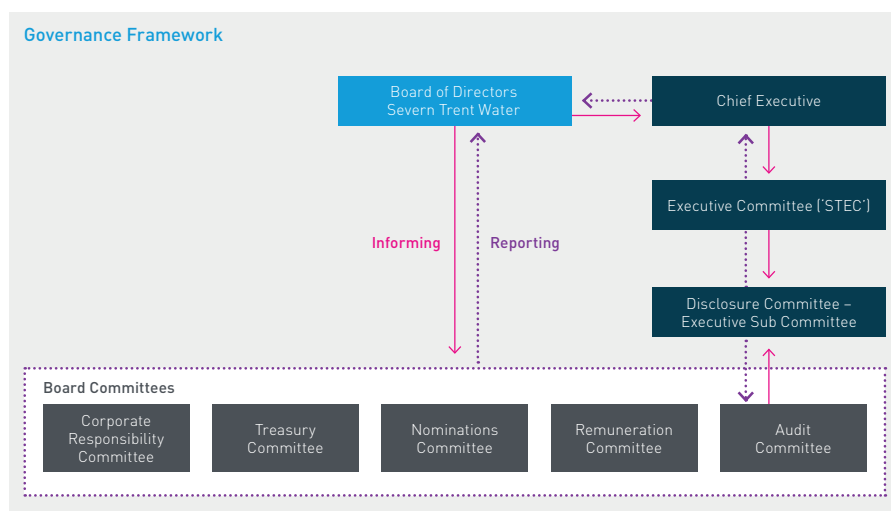 Governance Framework
Board of Directors
Severn Trent Water
Chief Executive
Executive Committee (‘STEC’)
Informing
Reporting
Disclosure Committee –
Executive Sub Committee
Board Committees
Corporate
Responsibility
Committee
Treasury
Committee
Nominations
Committee
Remuneration
Committee
Audit
Committee